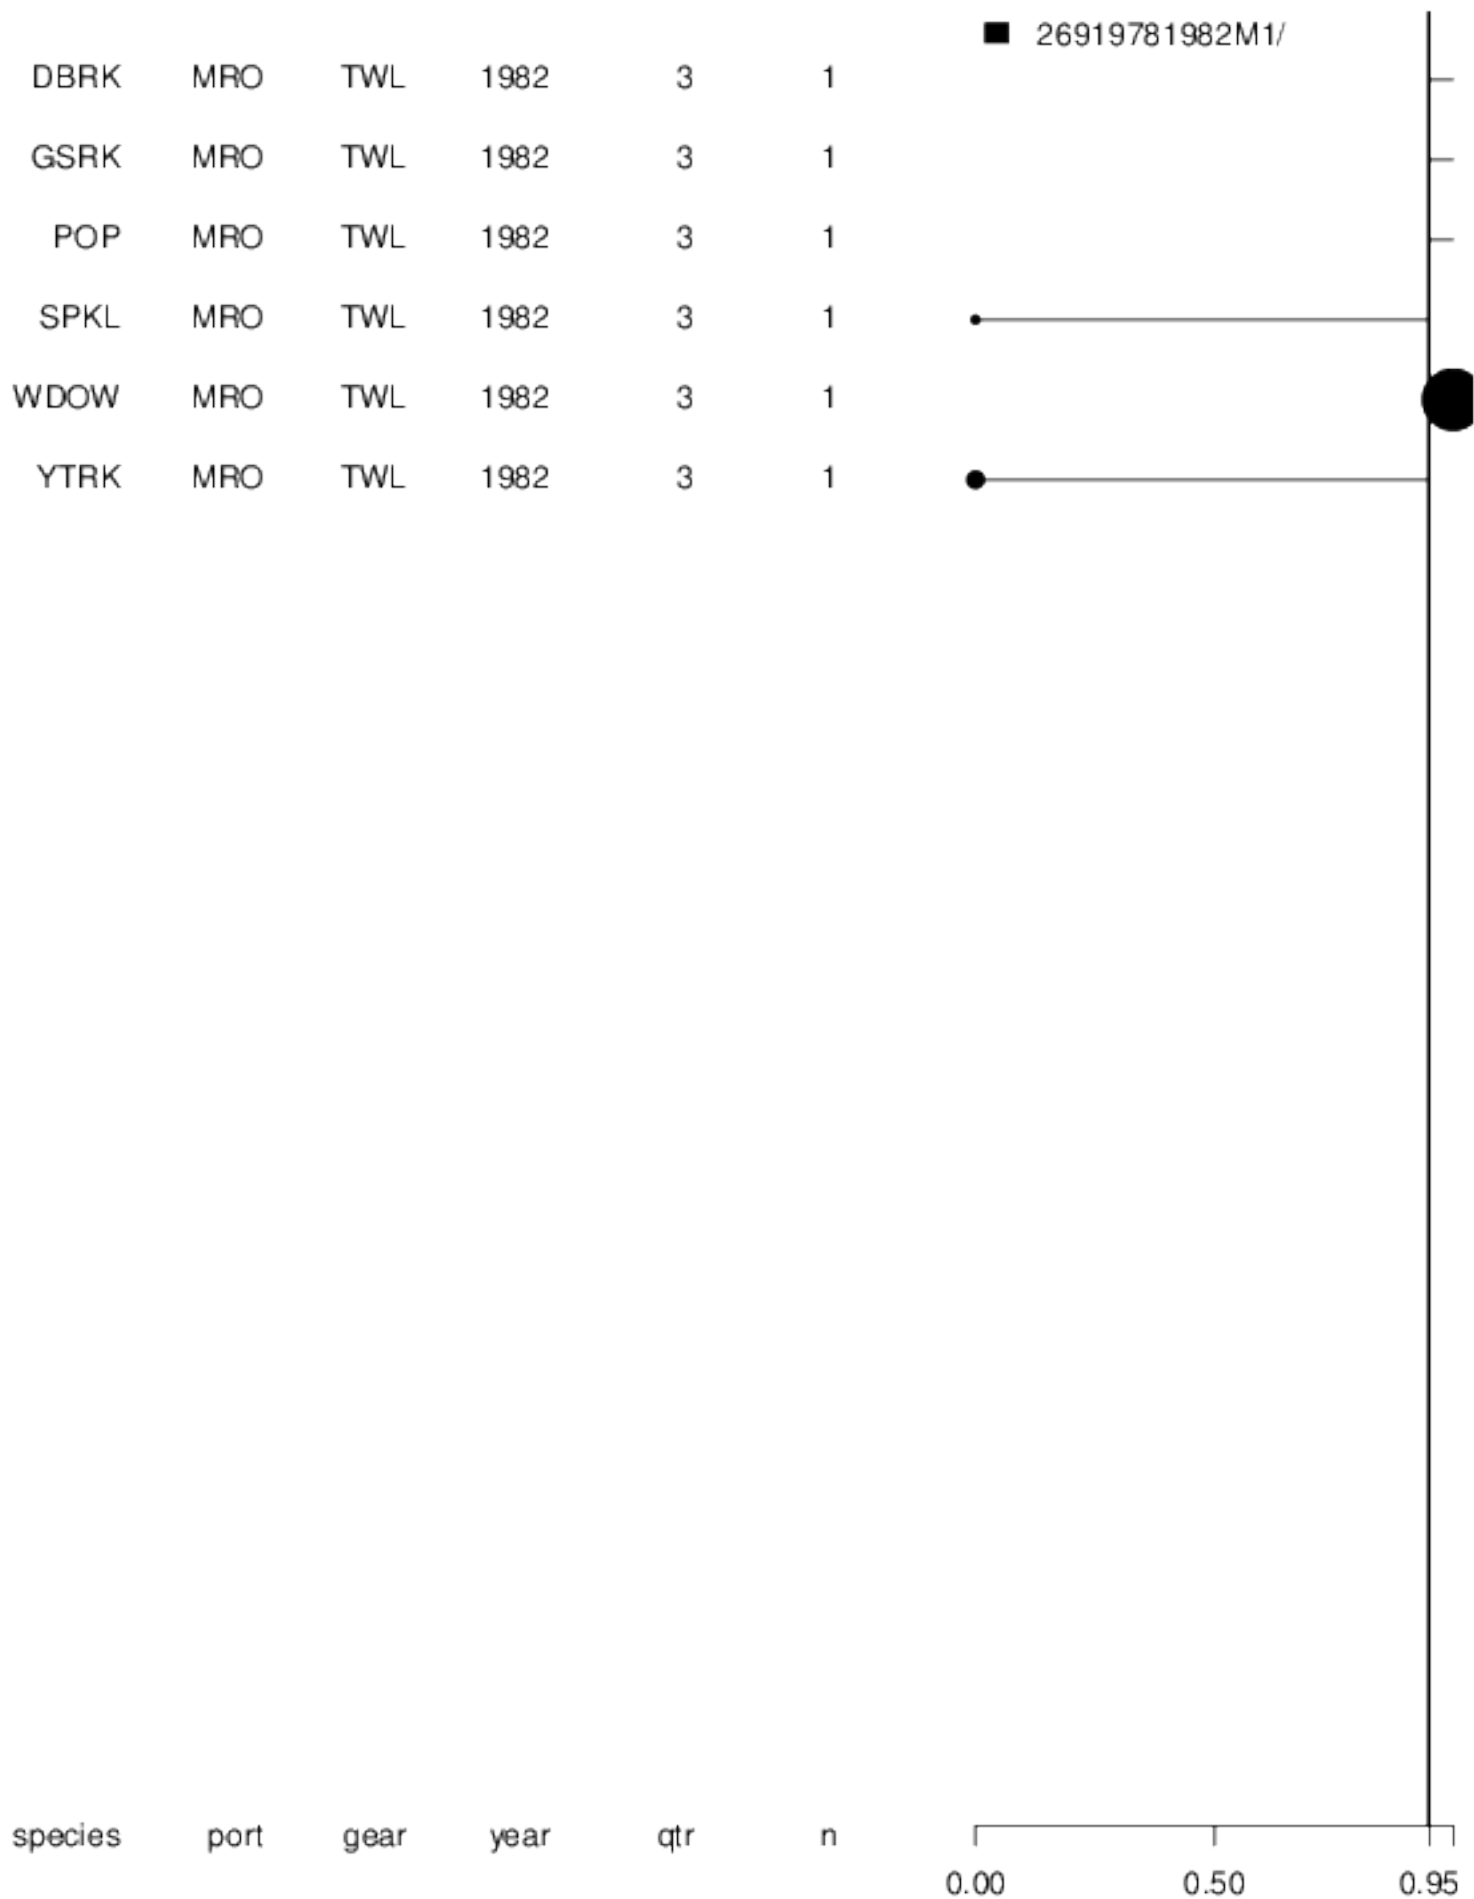 26919781982M1/
DBRK MRO TWL 1982 3 1
GSRK MRO TWL 1982 3 1
POP MRO TWL 1982 3 1
SPKL MRO TWL 1982 3 1
WDOW MRO TWL 1982 3 1
YTRK MRO TWL 1982 3 1
species port gear year qtr n
0.00 0.50 0.95